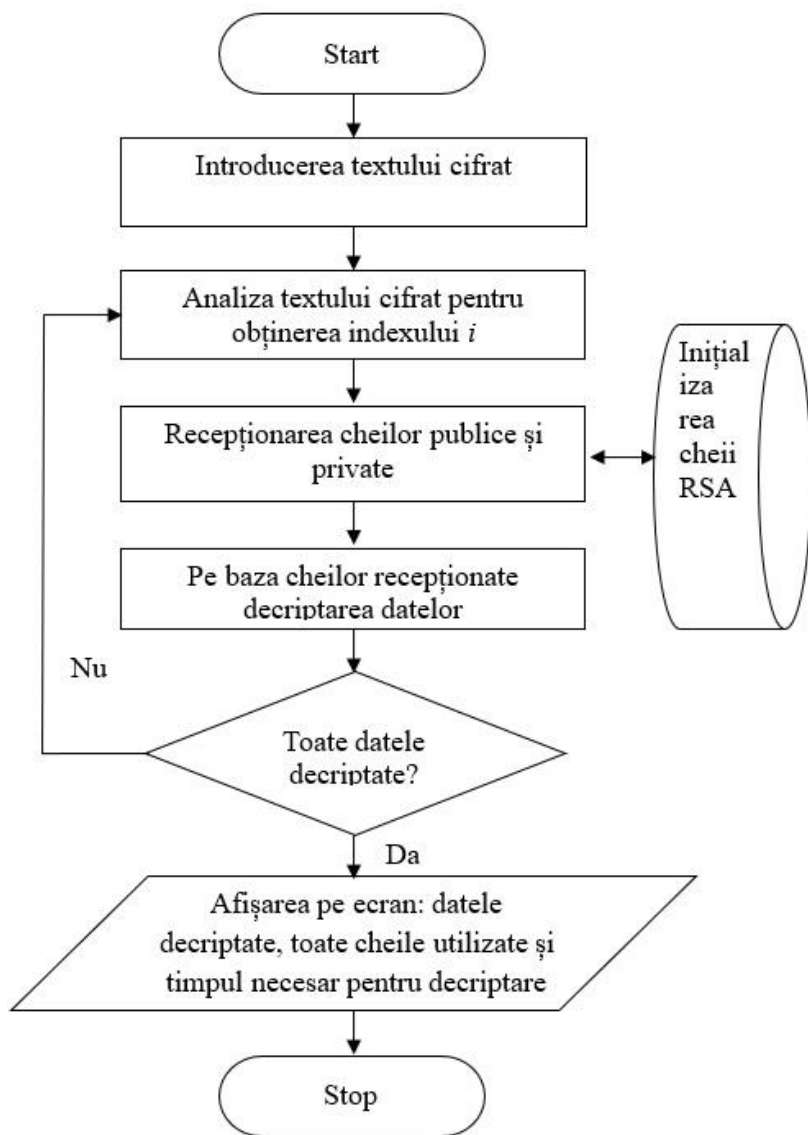 Start
Introducerea textului cifrat
Analiza textului cifrat pentru
obținerea indexului i
Recepționarea cheilor publice și
private
Inițial
iza
rea
cheii
RSA
Pe baza cheilor recepționate
decriptarea datelor
Nu
Toate datele
decriptate?
Da
Afișarea pe ecran: datele
decriptate, toate cheile utilizate și
timpul necesar pentru decriptare
Stop